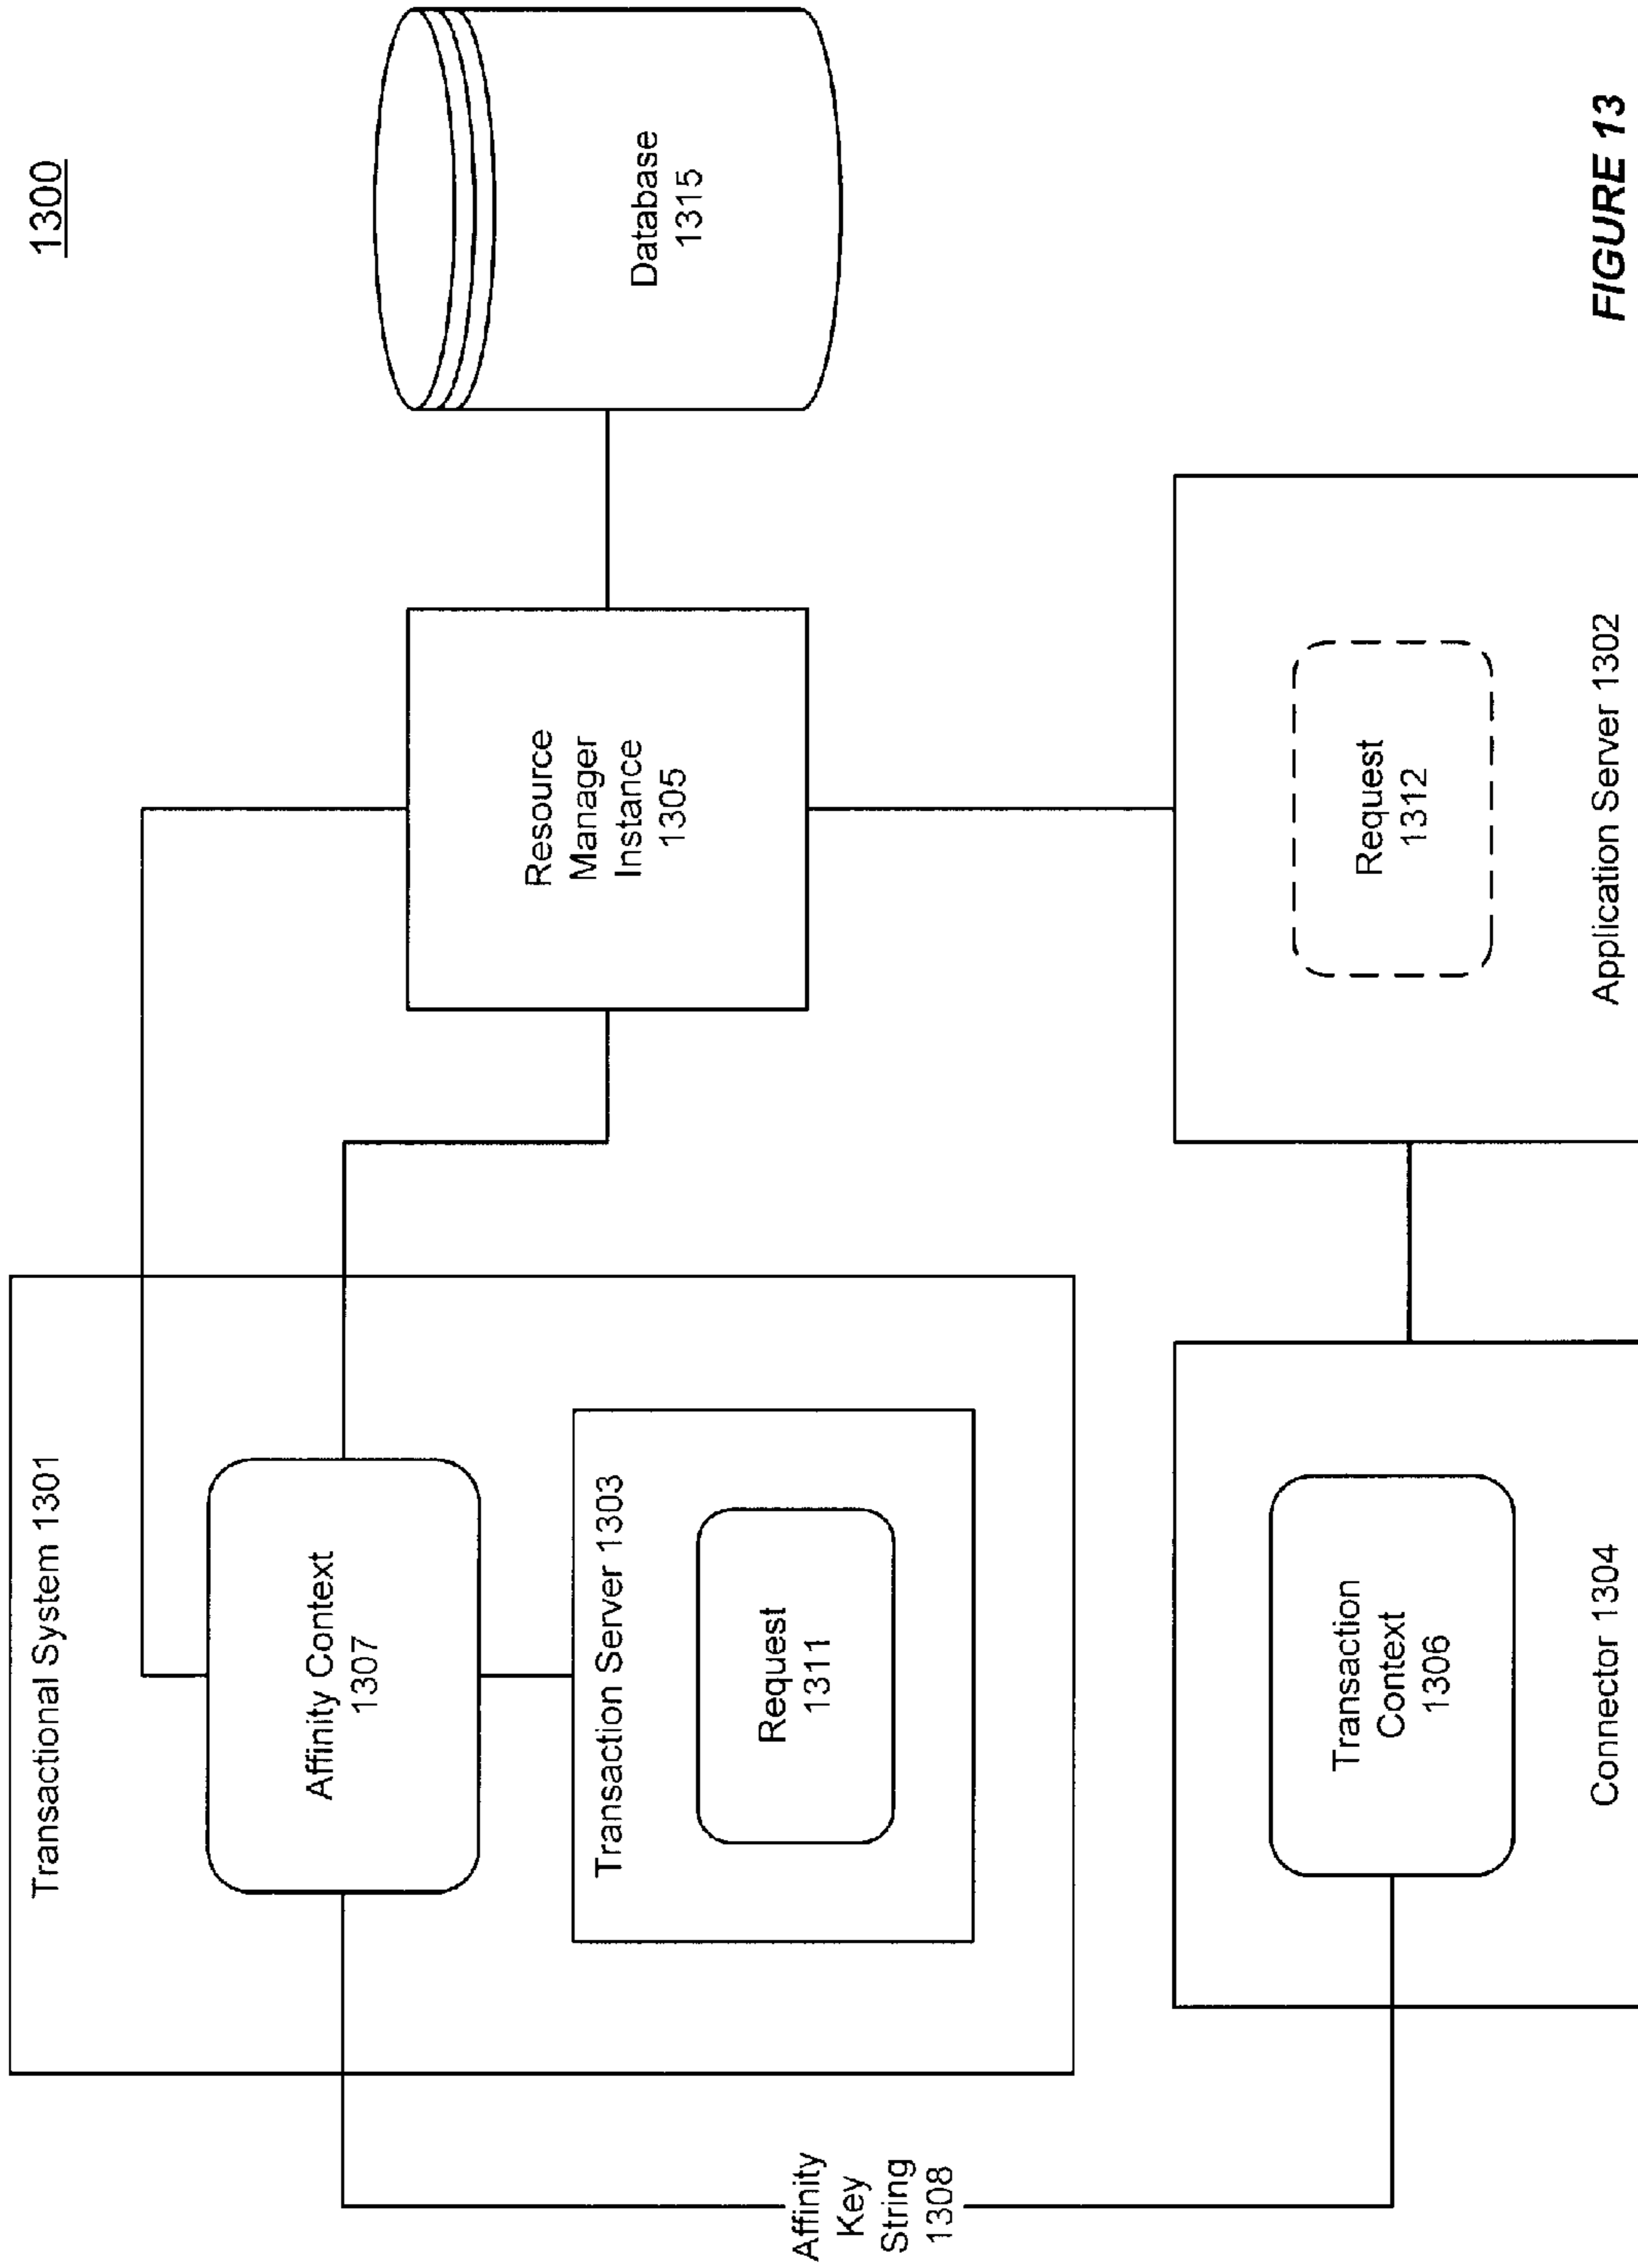 1300
Transactional System 1301
Affinity Context
1307
Transaction Server 1303
Request
1311
Affinity
Key
String
1308
Resource
Manager
Instance
1305
Database
1315
Transaction
Context
1306
Connector 1304
Request
1312
Application Server 1302
FIGURE 13